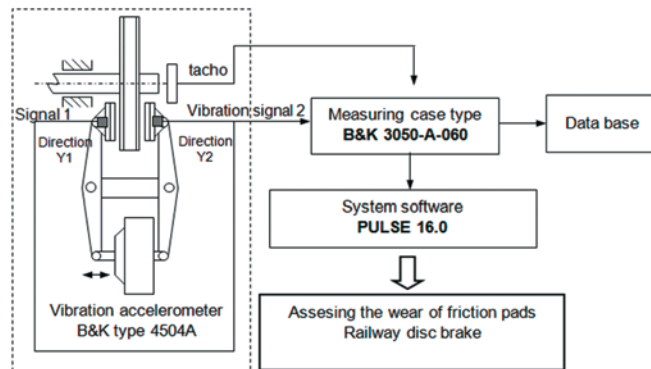 tacho
Signal 1
Vibration signal 2
Direction
Y1
Direction
Y2
Vibration accelerometer
B&K type 4504A
Measuring case type
B&K 3050-A-060
Data base
System software
PULSE 16.0
Assesing the wear of friction pads
Railway disc brake